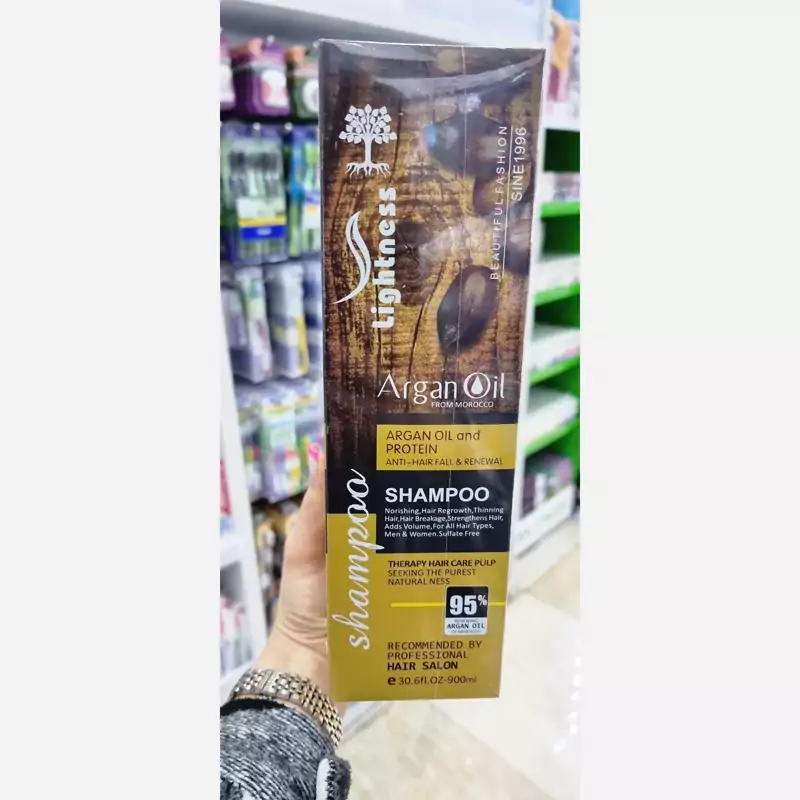 Lightness
BEAUTIFUL.FASHION
SINE1996
Argan Oil
FROM MOROCCO
ARGAN OIL and
PROTEIN
ANTI-HAIR FALL & RENEWAL
shampoo
SHAMPOO
Norishing,Hair Regrowth,Thinning
Hair,Hair Breakage,Strengthens Hair,
Adds Volume,For All Hair Types,
Men & Women.Sulfate Free
THERAPY HAIR CARE PULP
SEEKING THE PUREST
NATURAL NESS
95%
ARGAN OIL
RECOMMENDED BY
PROFESSIONAL
HAIR SALON
e 30.6fl.OZ-900ml